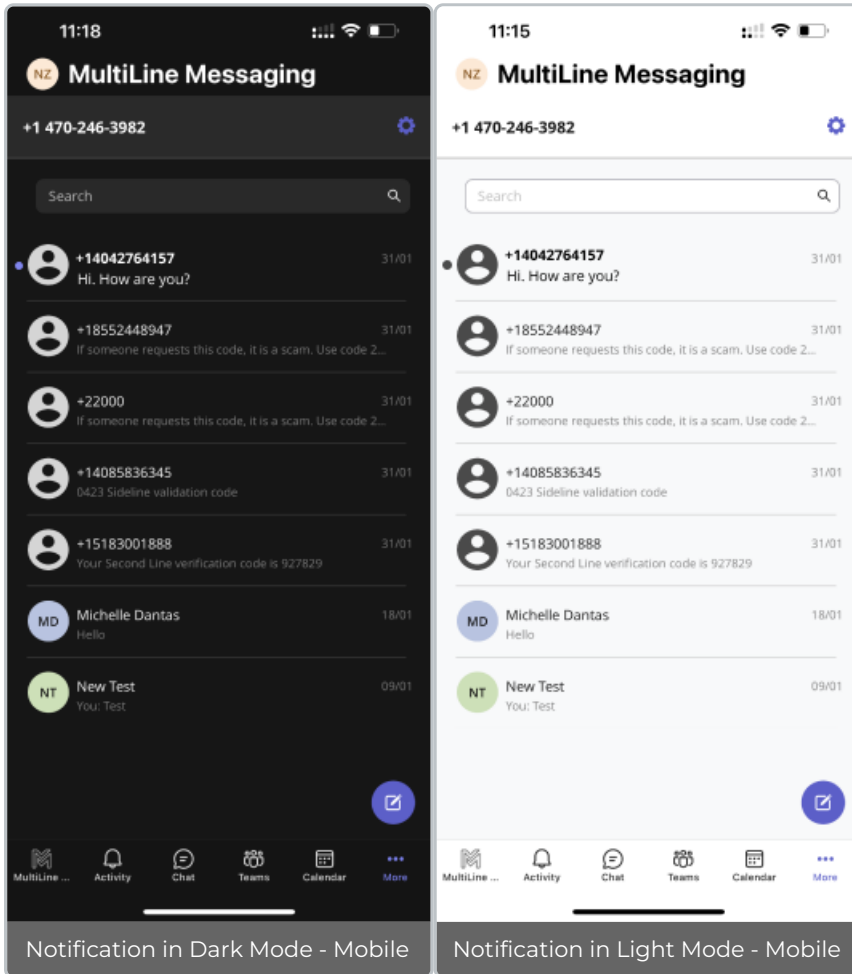 11:18
NZ MultiLine Messaging
+1 470-246-3982
Search
+14042764157 31/01
Hi. How are you?
+18552448947 31/01
If someone requests this code, it is a scam. Use code 2...
+22000 31/01
If someone requests this code, it is a scam. Use code 2...
+14085836345 31/01
0423 Sideline validation code
+15183001888 31/01
Your Second Line verification code is 927829
MD Michelle Dantas 18/01
Hello
NT New Test 09/01
You: Test
MultiLine ... Activity Chat Teams Calendar More
Notification in Dark Mode - Mobile
11:15
NZ MultiLine Messaging
+1 470-246-3982
Search
+14042764157 31/01
Hi. How are you?
+18552448947 31/01
If someone requests this code, it is a scam. Use code 2...
+22000 31/01
If someone requests this code, it is a scam. Use code 2...
+14085836345 31/01
0423 Sideline validation code
+15183001888 31/01
Your Second Line verification code is 927829
MD Michelle Dantas 18/01
Hello
NT New Test 09/01
You: Test
MultiLine ... Activity Chat Teams Calendar More
Notification in Light Mode - Mobile